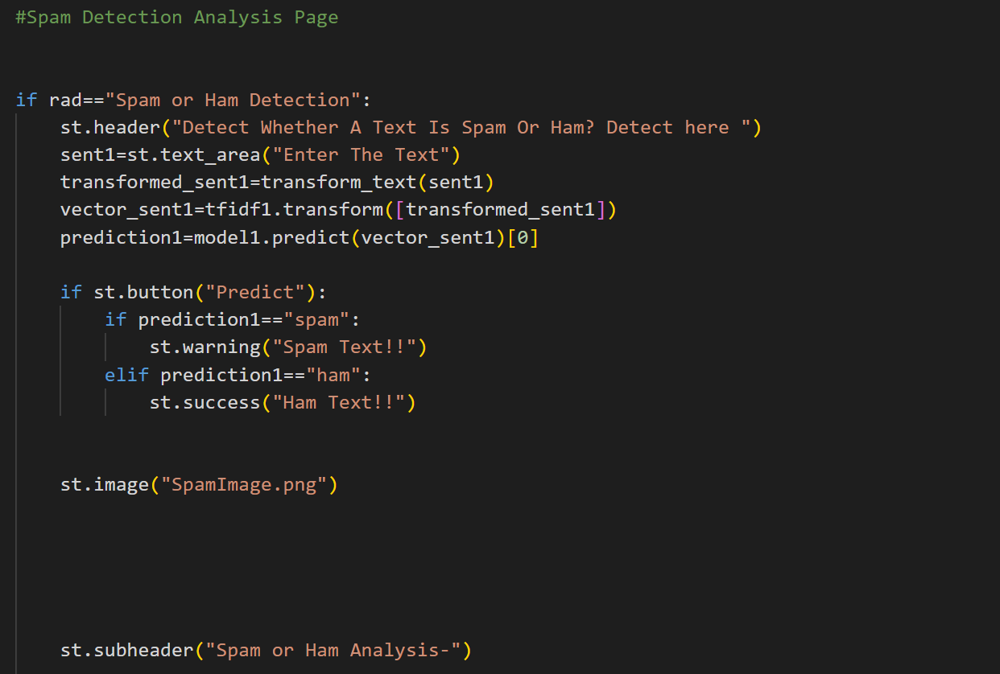 #Spam Detection Analysis Page
if rad=="Spam or Ham Detection":
    st.header("Detect Whether A Text Is Spam Or Ham? Detect here ")
    sent1=st.text_area("Enter The Text")
    transformed_sent1=transform_text(sent1)
    vector_sent1=tfidf1.transform([transformed_sent1])
    prediction1=model1.predict(vector_sent1)[0]
    if st.button("Predict"):
        if prediction1=="spam":
            st.warning("Spam Text!!")
        elif prediction1=="ham":
            st.success("Ham Text!!")
    st.image("SpamImage.png")
    st.subheader("Spam or Ham Analysis-")